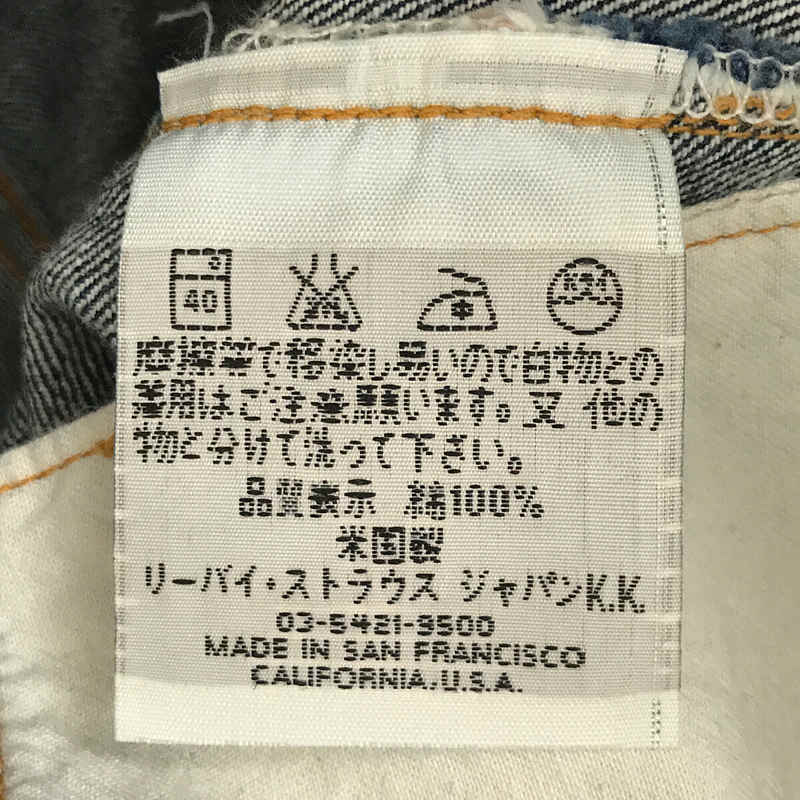 40
摩擦等で移染し易いので白物との
着用はご注意願います。又 他の
物と分けて洗って下さい。
品質表示 綿100%
米国製
リーバイ・ストラウス ジャパンK.K.
03-5421-9500
MADE IN SAN FRANCISCO
CALIFORNIA.U.S.A.